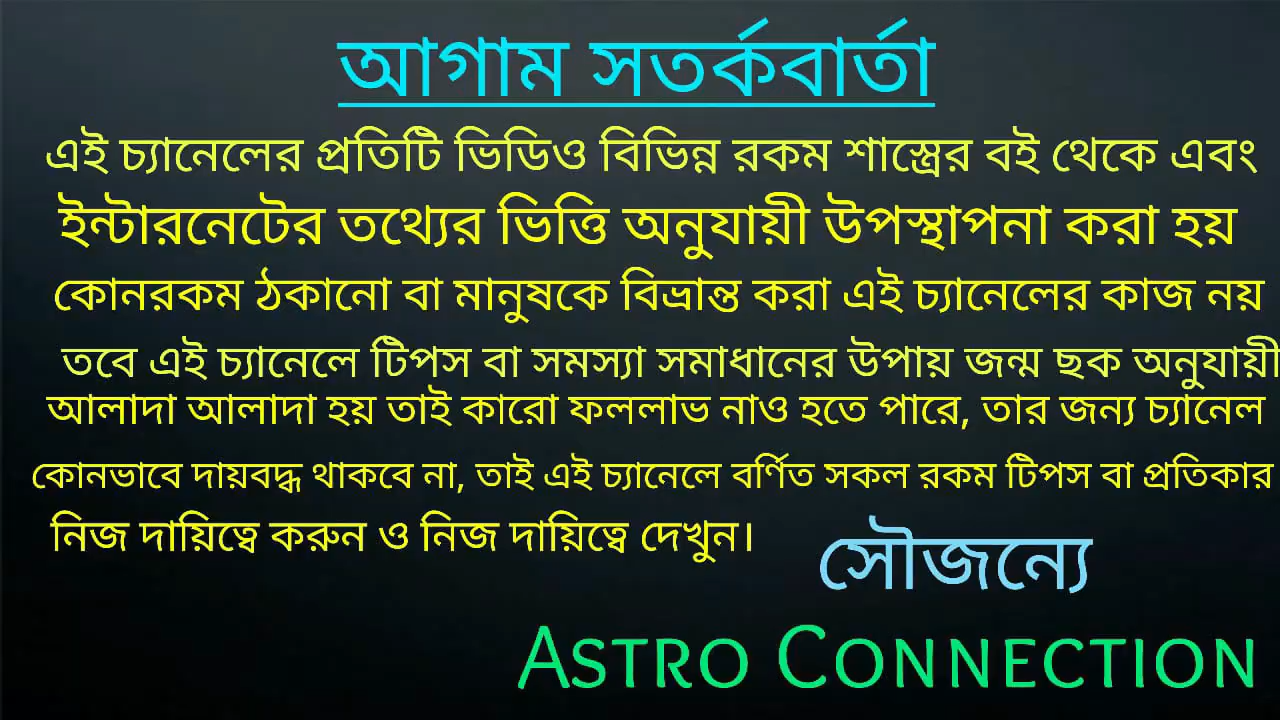 আগাম সতর্কবার্তা
এই চ্যানেলের প্রতিটি ভিডিও বিভিন্ন রকম শাস্ত্রের বই থেকে এবং
ইন্টারনেটের তথ্যের ভিত্তি অনুযায়ী উপস্থাপনা করা হয়
কোনরকম ঠকানো বা মানুষকে বিভ্রান্ত করা এই চ্যানেলের কাজ নয়
তবে এই চ্যানেলে টিপস বা সমস্যা সমাধানের উপায় জন্ম ছক অনুযায়ী
আলাদা আলাদা হয় তাই কারো ফললাভ নাও হতে পারে, তার জন্য চ্যানেল
কোনভাবে দায়বদ্ধ থাকবে না, তাই এই চ্যানেলে বর্ণিত সকল রকম টিপস বা প্রতিকার
নিজ দায়িত্বে করুন ও নিজ দায়িত্বে দেখুন।
সৌজন্যে
Astro Connection